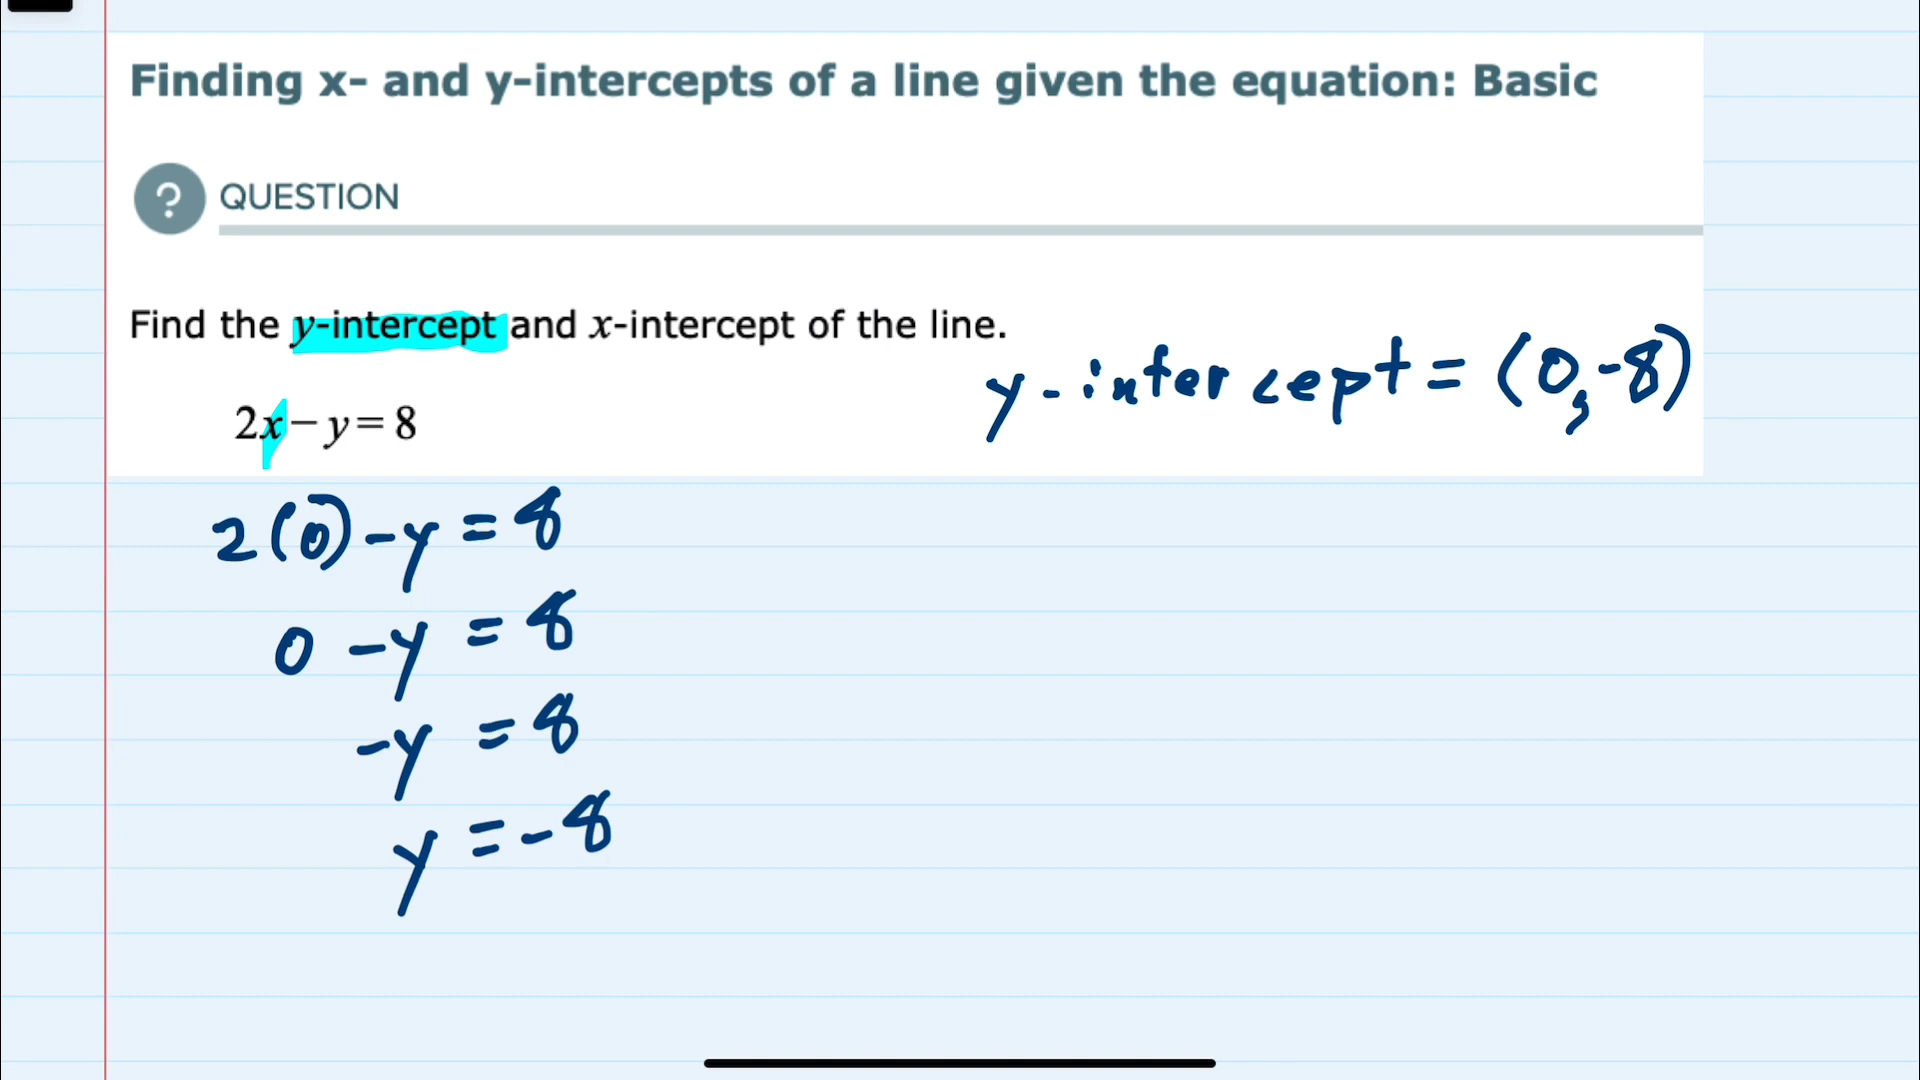 Finding x- and y-intercepts of a line given the equation: Basic
? QUESTION
Find the y-intercept and x-intercept of the line.
y-intercept = (0,-8)
2x-y=8
2(0)-y=8
0 -y = 8
-y = 8
y =-8